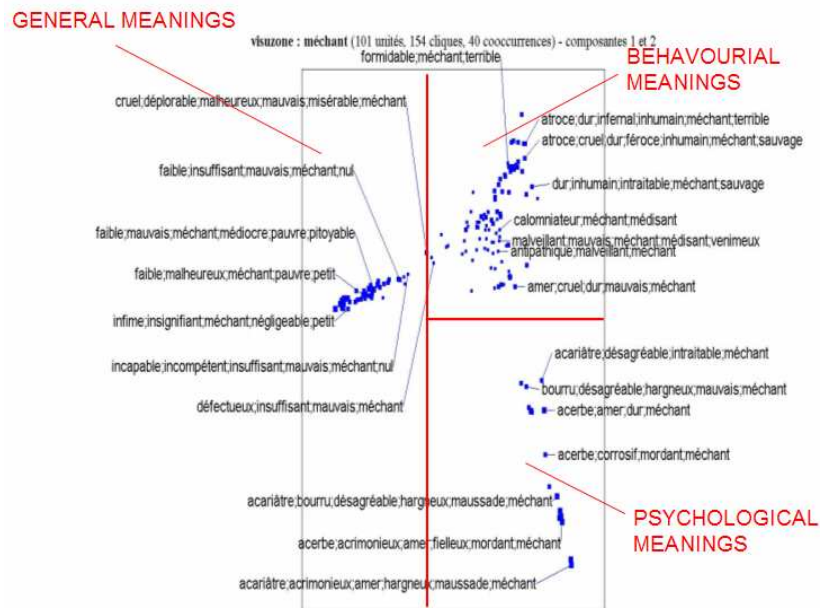 GENERAL MEANINGS
visuzone : méchant (101 unités, 154 cliques, 40 cooccurrences) - composantes 1 et 2
formidable;méchant;terrible
BEHAVOURIAL
MEANINGS
cruel;déplorable;malheureux;mauvais;misérable;méchant
atroce;dur;infernal;inhumain;méchant;terrible
atroce;cruel;dur;féroce;inhumain;méchant;sauvage
faible;insuffisant;mauvais;méchant;nul
dur;inhumain;intraitable;méchant;sauvage
calomniateur;méchant;médisant
faible;mauvais;méchant;médiocre;pauvre;pitoyable
malveillant;mauvais;méchant;médisant;venimeux
antipathique;malveillant;méchant
faible;malheureux;méchant;pauvre;petit
amer;cruel;dur;mauvais;méchant
infime;insignifiant;méchant;négligeable;petit
acariâtre;désagréable;intraitable;méchant
incapable;incompétent;insuffisant;mauvais;méchant;nul
bourru;désagréable;hargneux;mauvais;méchant
défectueux;insuffisant;mauvais;méchant
acerbe;amer;dur;méchant
acerbe;corrosif;mordant;méchant
acariâtre;bourru;désagréable;hargneux;maussade;méchant
PSYCHOLOGICAL
MEANINGS
acerbe;acrimonieux;amer;fielleux;mordant;méchant
acariâtre;acrimonieux;amer;hargneux;maussade;méchant